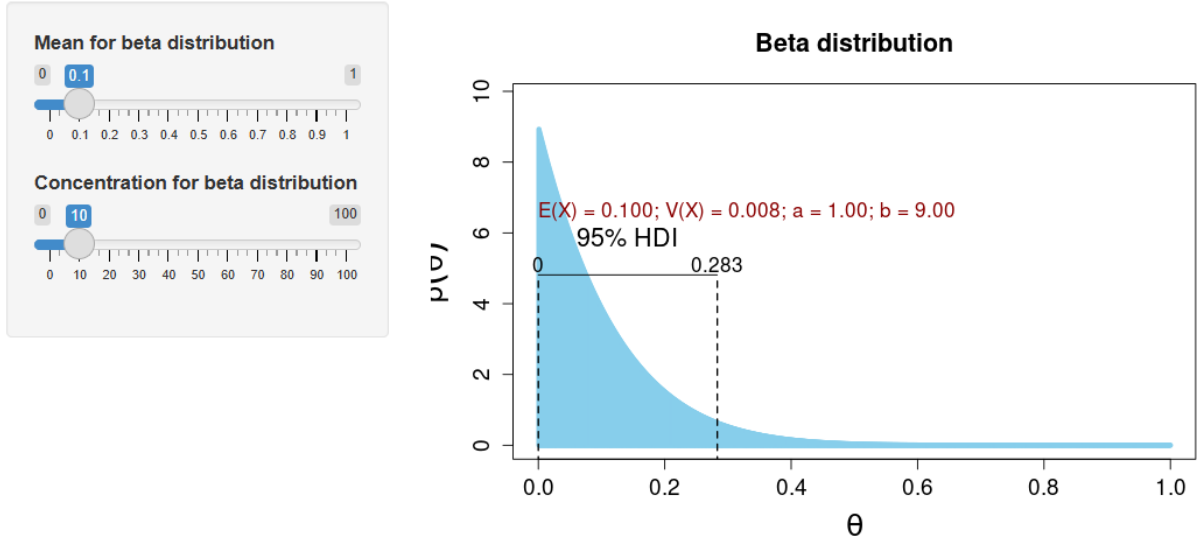 Mean for beta distribution
0 0.1 1
0 0.1 0.2 0.3 0.4 0.5 0.6 0.7 0.8 0.9 1
Concentration for beta distribution
0 10 100
0 10 20 30 40 50 60 70 80 90 100
Beta distribution
p(θ)
10
8
6
4
2
0
E(X) = 0.100; V(X) = 0.008; a = 1.00; b = 9.00
95% HDI
0 0.283
0.0 0.2 0.4 0.6 0.8 1.0
θ